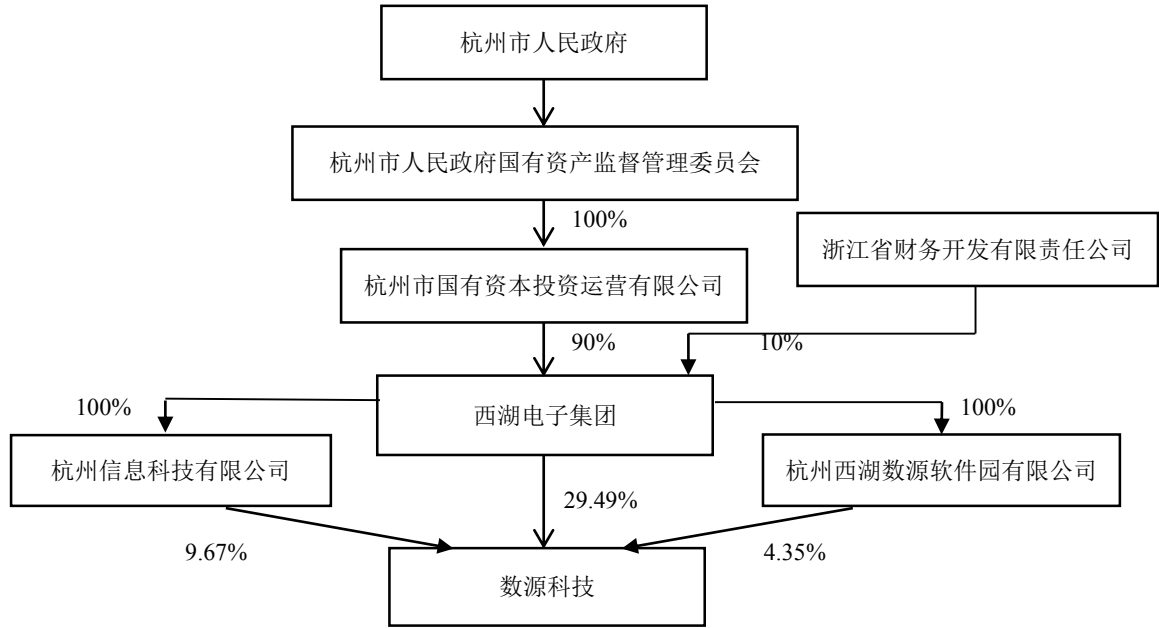 杭州市人民政府
杭州市人民政府国有资产监督管理委员会
100%
浙江省财务开发有限责任公司
杭州市国有资本投资运营有限公司
90%
10%
西湖电子集团
100%
100%
杭州信息科技有限公司
杭州西湖数源软件园有限公司
29.49%
9.67%
4.35%
数源科技